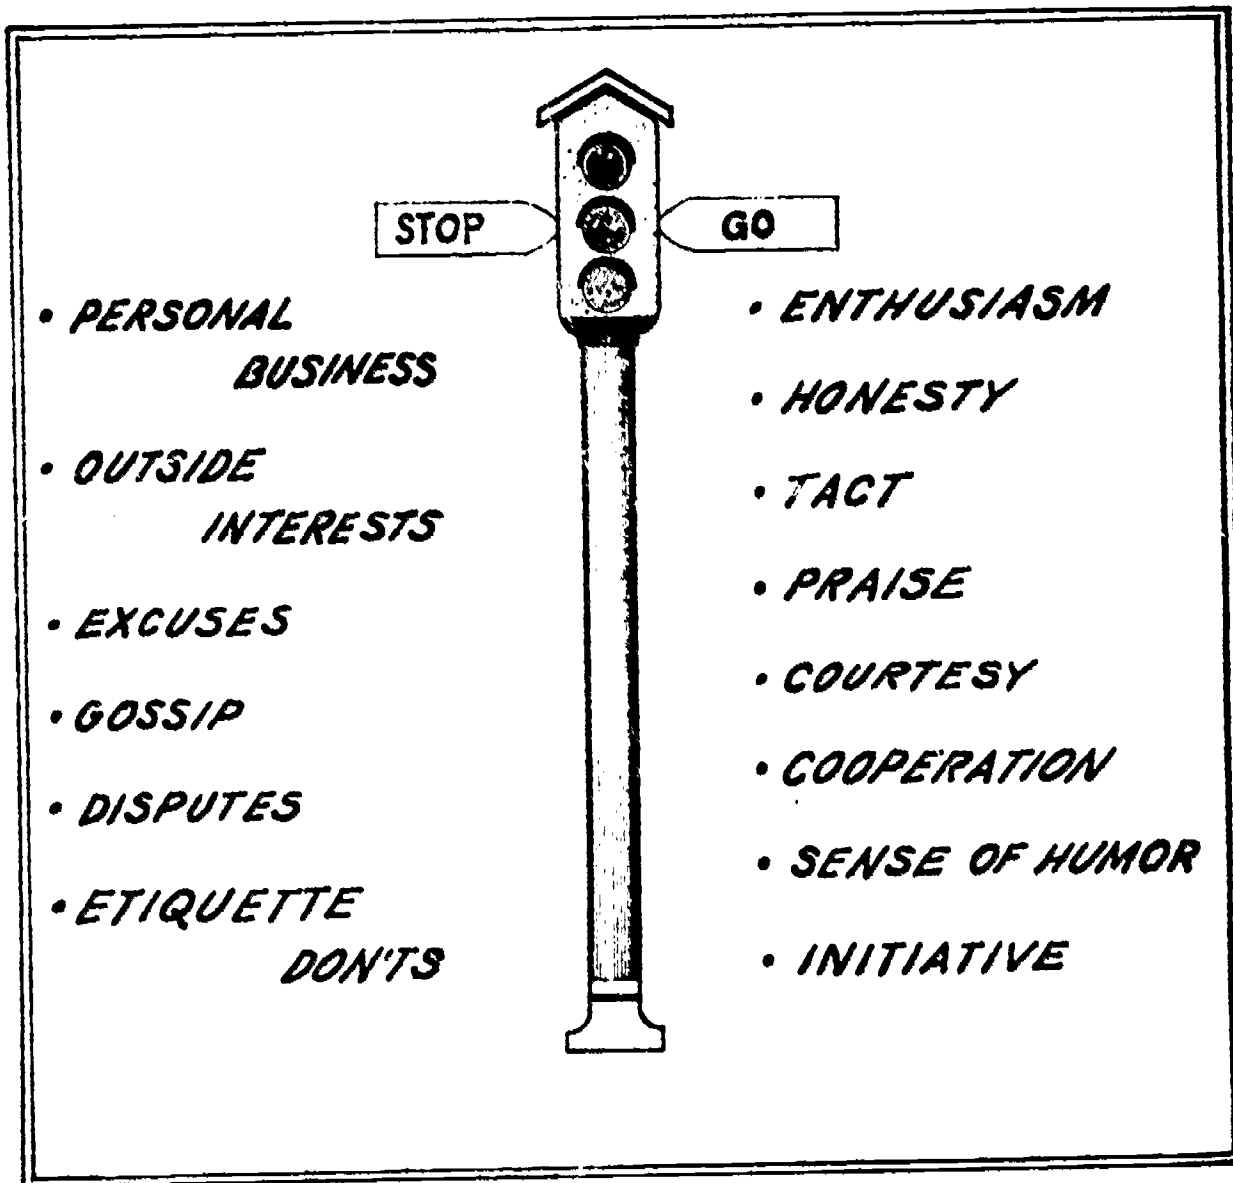 STOP
GO
• PERSONAL
BUSINESS
• OUTSIDE
INTERESTS
• EXCUSES
• GOSSIP
• DISPUTES
• ETIQUETTE
DON'TS
• ENTHUSIASM
• HONESTY
• TACT
• PRAISE
• COURTESY
• COOPERATION
• SENSE OF HUMOR
• INITIATIVE